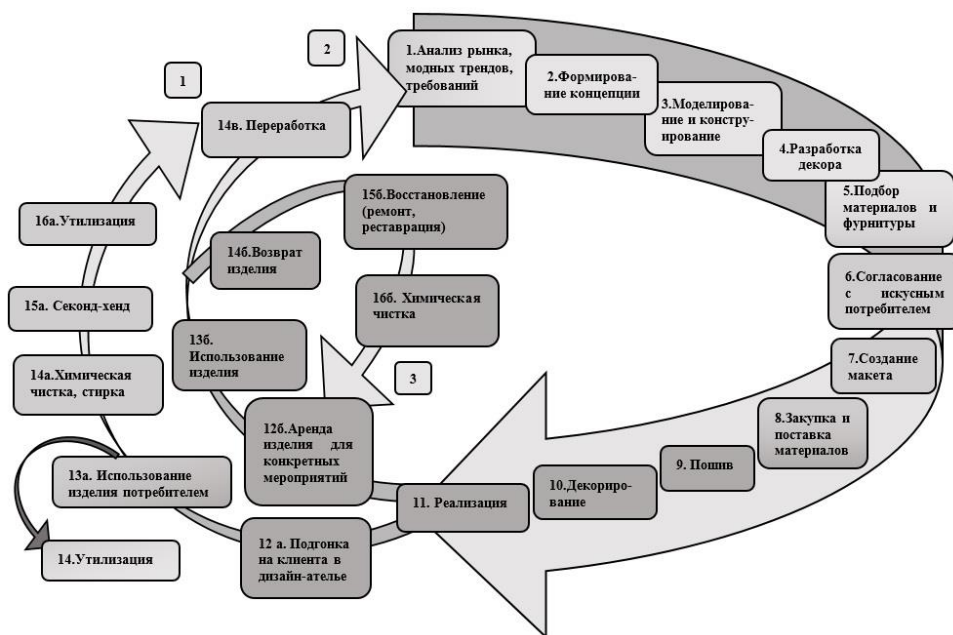 1.Анализ рынка,
модных трендов,
требований
2.Формирова-
ние концепции
3.Моделирова-
ние и констру-
ирование
4.Разработка
декора
5.Подбор
материалов и
фурнитуры
6.Согласование
с искусным
потребителем
7.Создание
макета
8.Закупка и
поставка
материалов
9. Пошив
10.Декориро-
вание
11. Реализация
12 а. Подгонка
на клиента в
дизайн-ателье
13а. Использование
изделия потребителем
14.Утилизация
14а.Химическая
чистка, стирка
15а. Секонд-хенд
16а.Утилизация
1
14в. Переработка
2
12б.Аренда
изделия для
конкретных
мероприятий
13б.
Использование
изделия
14б.Возврат
изделия
15б.Восстановление
(ремонт,
реставрация)
16б. Химическая
чистка
3